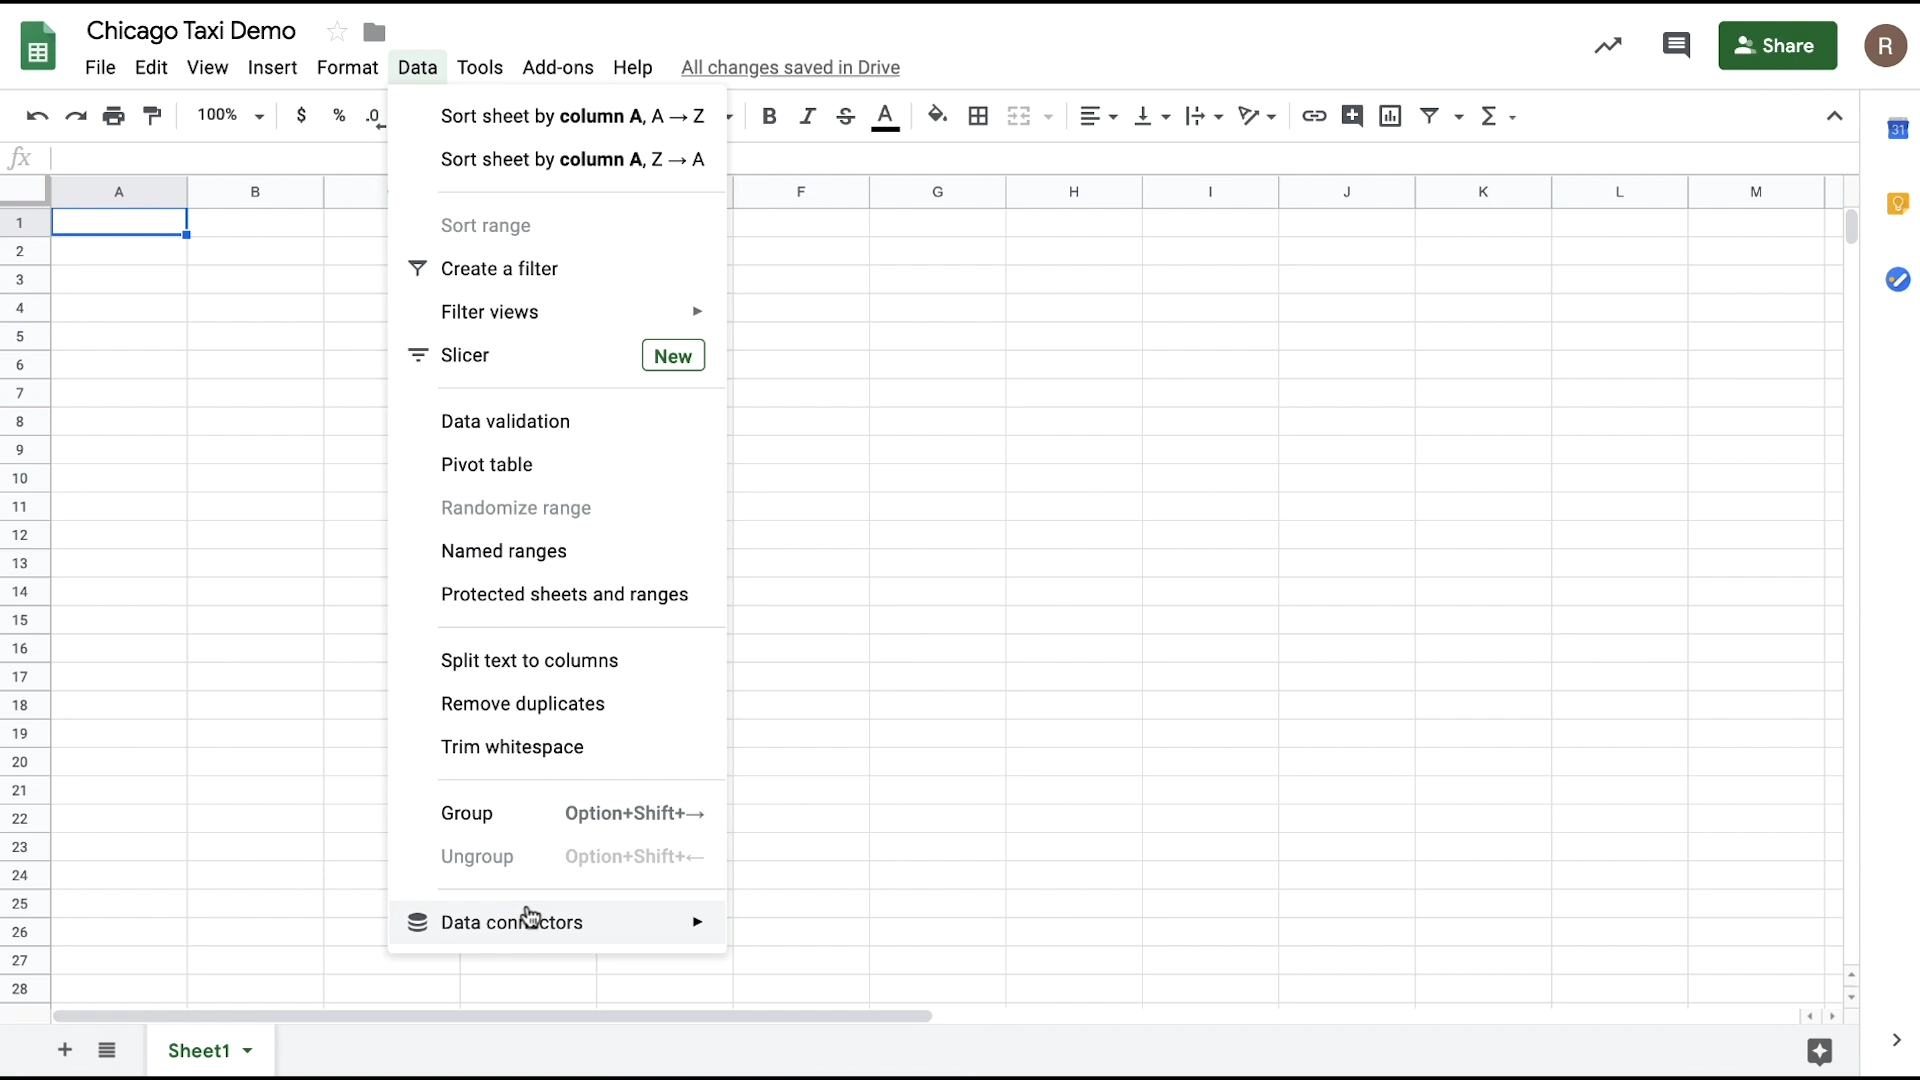 Chicago Taxi Demo
File Edit View Insert Format Data Tools Add-ons Help All changes saved in Drive
Share
R
100% $ % .0 B I S A Σ
31
fx
A B F G H I J K L M
Sort sheet by column A, A → Z
Sort sheet by column A, Z → A
Sort range
Create a filter
Filter views
Slicer New
Data validation
Pivot table
Randomize range
Named ranges
Protected sheets and ranges
Split text to columns
Remove duplicates
Trim whitespace
Group Option+Shift+→
Ungroup Option+Shift+←
Data connectors
1
2
3
4
5
6
7
8
9
10
11
12
13
14
15
16
17
18
19
20
21
22
23
24
25
26
27
28
Sheet1